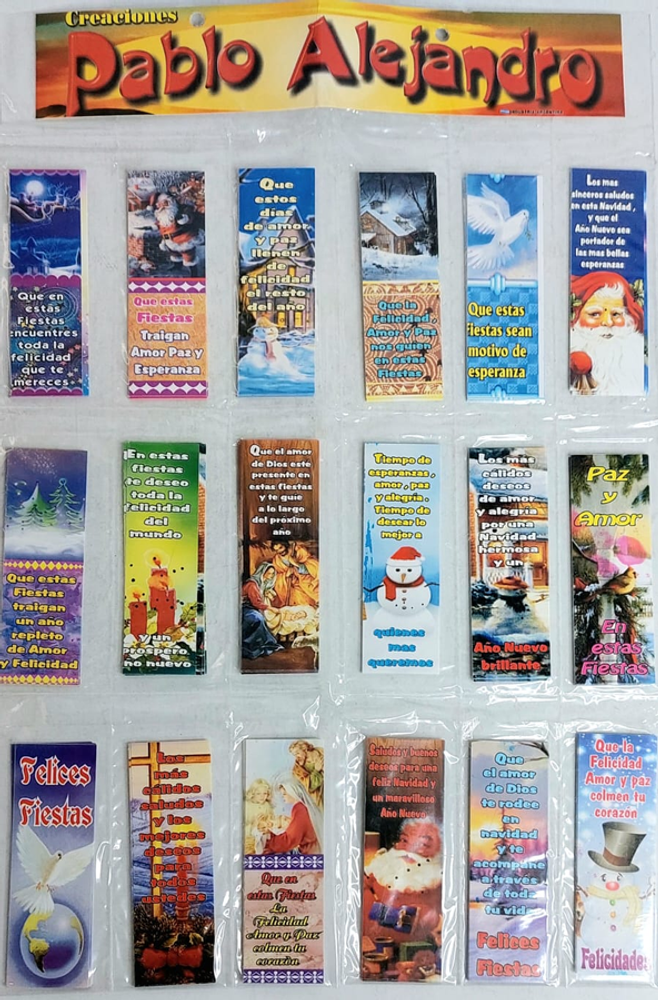 Creaciones
Pablo Alejandro
Que en
estas
Fiestas
encuentres
toda la
felicidad
que te
mereces
Que estas
Fiestas
Traigan
Amor Paz y
Esperanza
Que
estos
dias
de amor
y paz
llenen
de
felicidad
el resto
del año
Que la
Felicidad
Amor y Paz
nos guien
en estas
Fiestas
Que estas
Fiestas sean
motivo de
esperanza
Los mas
sinceros saludos
en esta Navidad ,
y que el
Año Nuevo sea
portador de
las mas bellas
esperanzas
Que estas
Fiestas
traigan
un año
repleto
de Amor
y Felicidad
En estas
fiestas
te deseo
toda la
felicidad
del
mundo
y un
prospero
año nuevo
Que el amor
de Dios este
presente en
estas fiestas
y te guie
a lo largo
del proximo
año
Tiempo de
esperanzas ,
amor , paz
y alegria .
Tiempo de
desear lo
mejor a
quienes
mas
queremos
Los mas
calidos
deseos
de amor
y alegria
por una
Navidad
hermosa
y un
Año Nuevo
brillante
Paz
y
Amor
En
estas
Fiestas
Felices
Fiestas
Los
mas
calidos
saludos
y los
mejores
deseos
para
todos
ustedes
Que en
estas Fiestas
La
Felicidad
Amor y Paz
colmen tu
corazón
Saludos y buenos
deseos para una
feliz Navidad y
un maravilloso
Año Nuevo
Que
el amor
de Dios
te rodee
en
navidad
y te
acompañe
a través
de toda
tu vida
Felices
Fiestas
Que la
Felicidad
Amor y paz
colmen tu
corazón
Felicidades